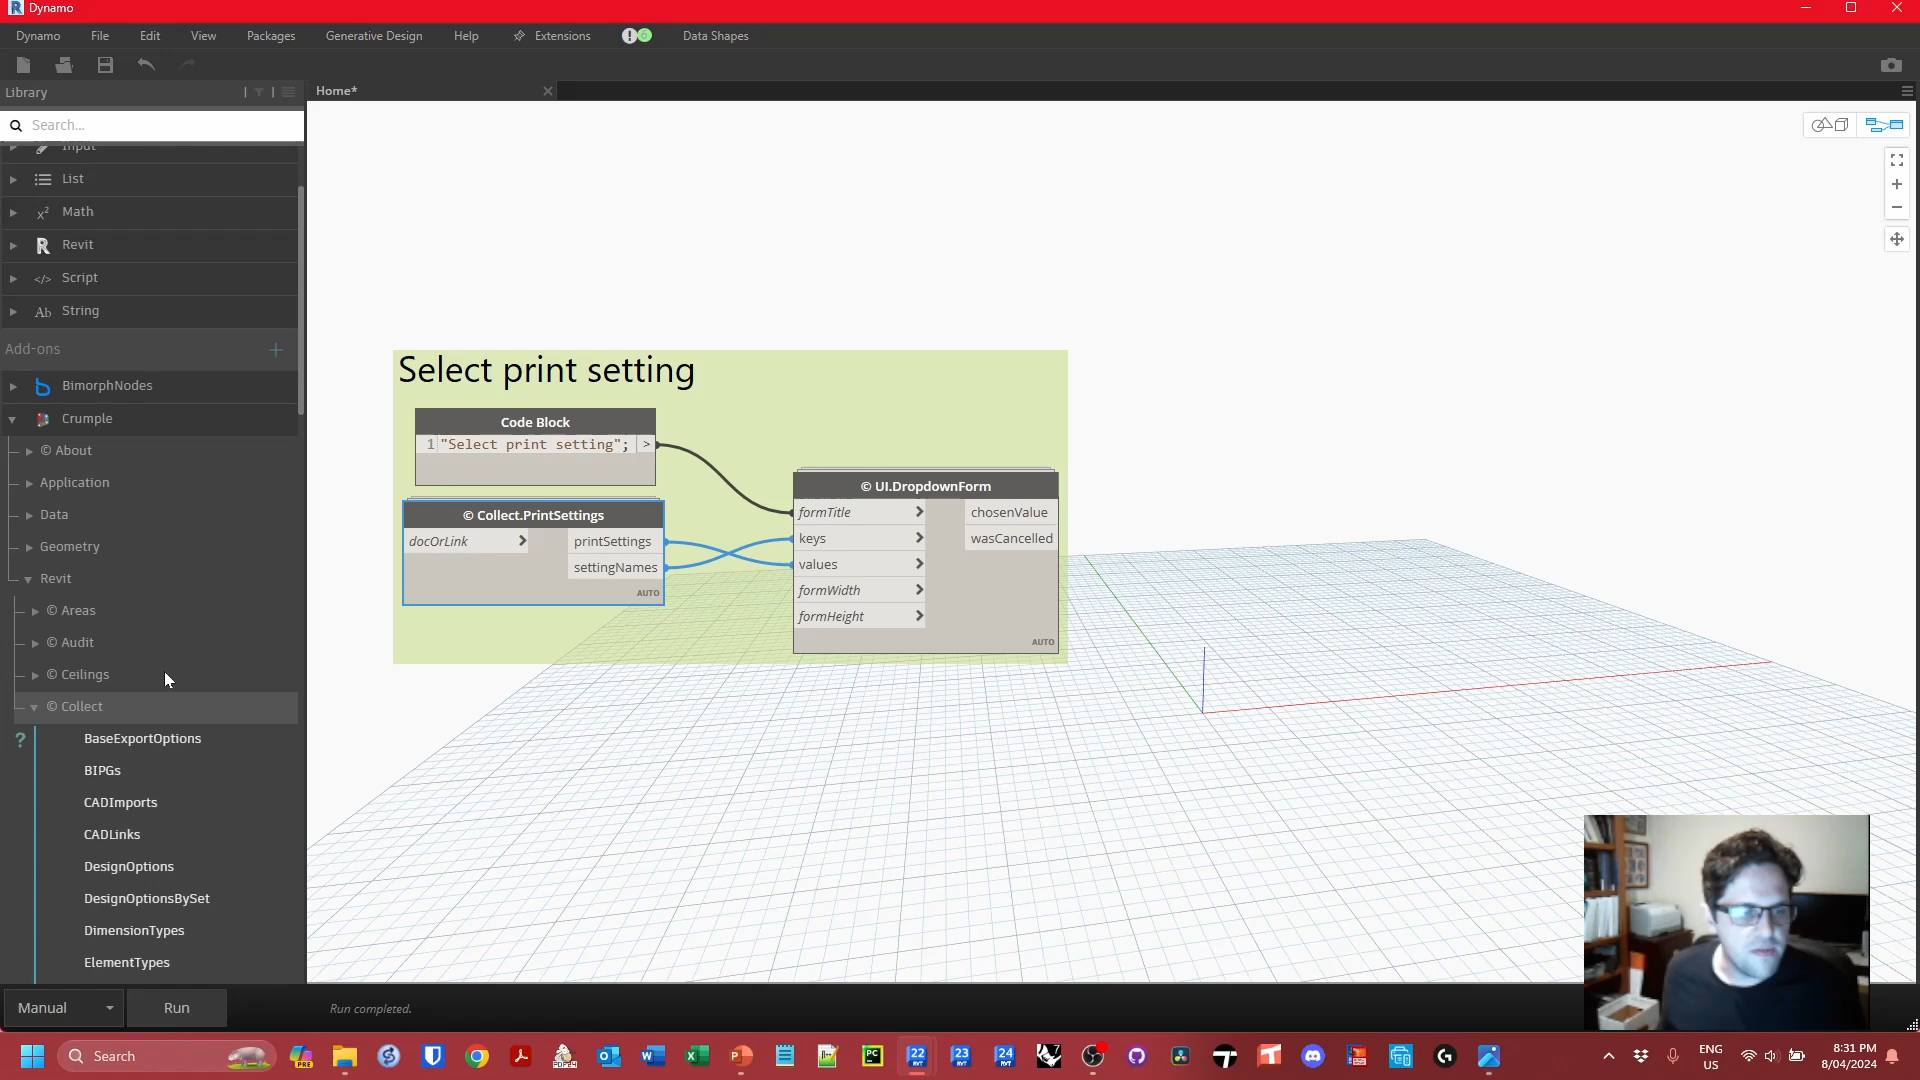 Dynamo
Dynamo File Edit View Packages Generative Design Help Extensions Data Shapes
Library
Home*
Search...
Input
List
Math
Revit
Script
String
Add-ons
BimorphNodes
Crumple
© About
Application
Data
Geometry
Revit
© Areas
© Audit
© Ceilings
© Collect
BaseExportOptions
BIPGs
CADImports
CADLinks
DesignOptions
DesignOptionsBySet
DimensionTypes
ElementTypes
Select print setting
Code Block
1 "Select print setting"; >
© Collect.PrintSettings
docOrLink > printSettings
settingNames
AUTO
© UI.DropdownForm
formTitle > chosenValue
keys > wasCancelled
values >
formWidth >
formHeight >
AUTO
Manual Run Run completed.
Search
ENG
US
8:31 PM
8/04/2024